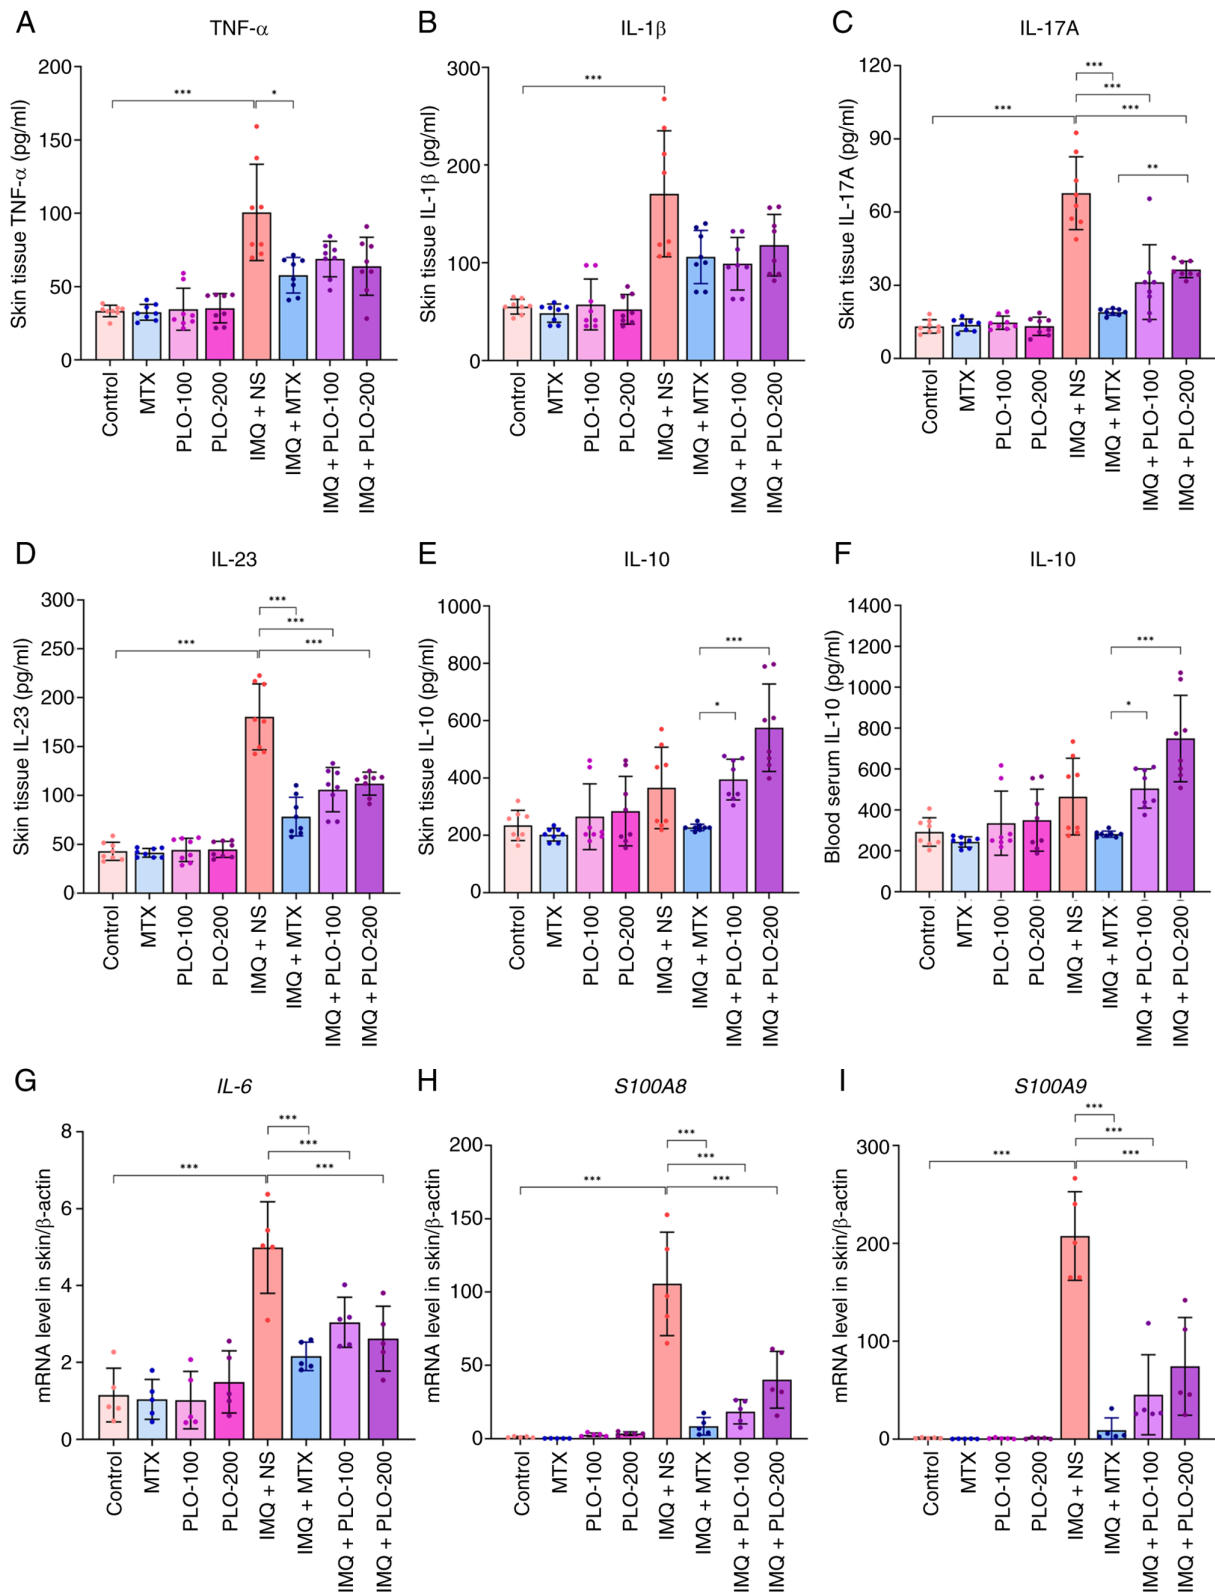 A
TNF-α
Skin tissue TNF-α (pg/ml)
200
150
100
50
0
***
*
Control
MTX
PLO-100
PLO-200
IMQ + NS
IMQ + MTX
IMQ + PLO-100
IMQ + PLO-200
B
IL-1β
Skin tissue IL-1β (pg/ml)
300
200
100
0
***
Control
MTX
PLO-100
PLO-200
IMQ + NS
IMQ + MTX
IMQ + PLO-100
IMQ + PLO-200
C
IL-17A
Skin tissue IL-17A (pg/ml)
120
90
60
30
0
***
***
***
***
**
Control
MTX
PLO-100
PLO-200
IMQ + NS
IMQ + MTX
IMQ + PLO-100
IMQ + PLO-200
D
IL-23
Skin tissue IL-23 (pg/ml)
300
250
200
150
100
50
0
***
***
***
***
Control
MTX
PLO-100
PLO-200
IMQ + NS
IMQ + MTX
IMQ + PLO-100
IMQ + PLO-200
E
IL-10
Skin tissue IL-10 (pg/ml)
1000
800
600
400
200
0
***
*
Control
MTX
PLO-100
PLO-200
IMQ + NS
IMQ + MTX
IMQ + PLO-100
IMQ + PLO-200
F
IL-10
Blood serum IL-10 (pg/ml)
1400
1200
1000
800
600
400
200
0
***
*
Control
MTX
PLO-100
PLO-200
IMQ + NS
IMQ + MTX
IMQ + PLO-100
IMQ + PLO-200
G
IL-6
mRNA level in skin/β-actin
8
6
4
2
0
***
***
***
***
Control
MTX
PLO-100
PLO-200
IMQ + NS
IMQ + MTX
IMQ + PLO-100
IMQ + PLO-200
H
S100A8
mRNA level in skin/β-actin
200
150
100
50
0
***
***
***
***
Control
MTX
PLO-100
PLO-200
IMQ + NS
IMQ + MTX
IMQ + PLO-100
IMQ + PLO-200
I
S100A9
mRNA level in skin/β-actin
300
200
100
0
***
***
***
***
Control
MTX
PLO-100
PLO-200
IMQ + NS
IMQ + MTX
IMQ + PLO-100
IMQ + PLO-200